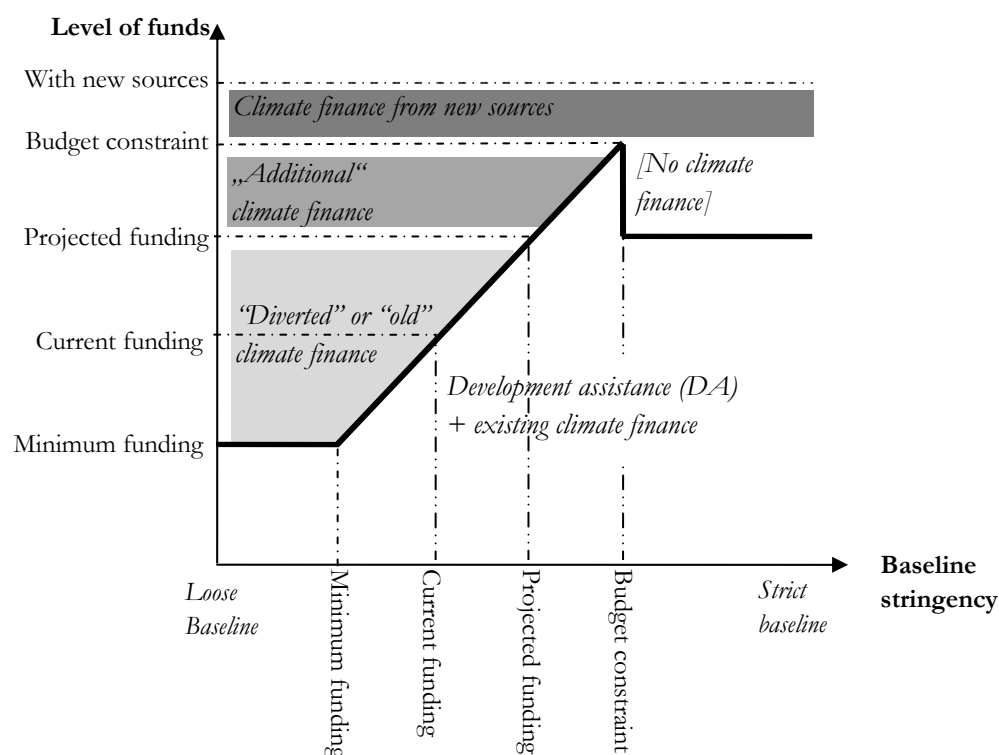 Level of funds
With new sources
Climate finance from new sources
Budget constraint
[No climate
finance]
„Additional“
climate finance
Projected funding
“Diverted” or “old”
climate finance
Current funding
Development assistance (DA)
+ existing climate finance
Minimum funding
Baseline
stringency
Loose
Baseline
Minimum funding
Current funding
Projected funding
Budget constraint
Strict
baseline